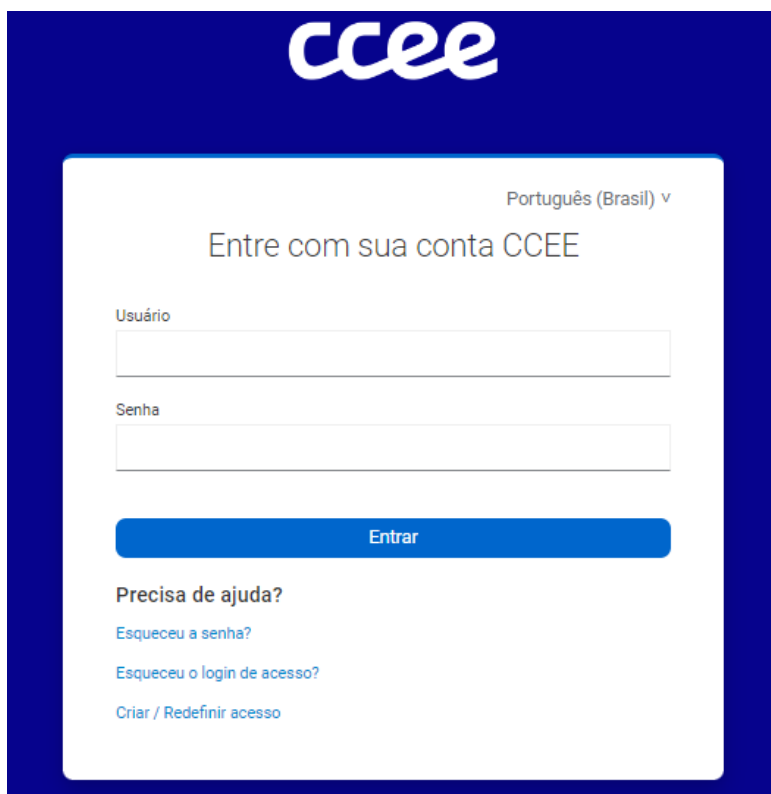 ccee
Português (Brasil) ˅
Entre com sua conta CCEE
Usuário
Senha
Entrar
Precisa de ajuda?
Esqueceu a senha?
Esqueceu o login de acesso?
Criar / Redefinir acesso